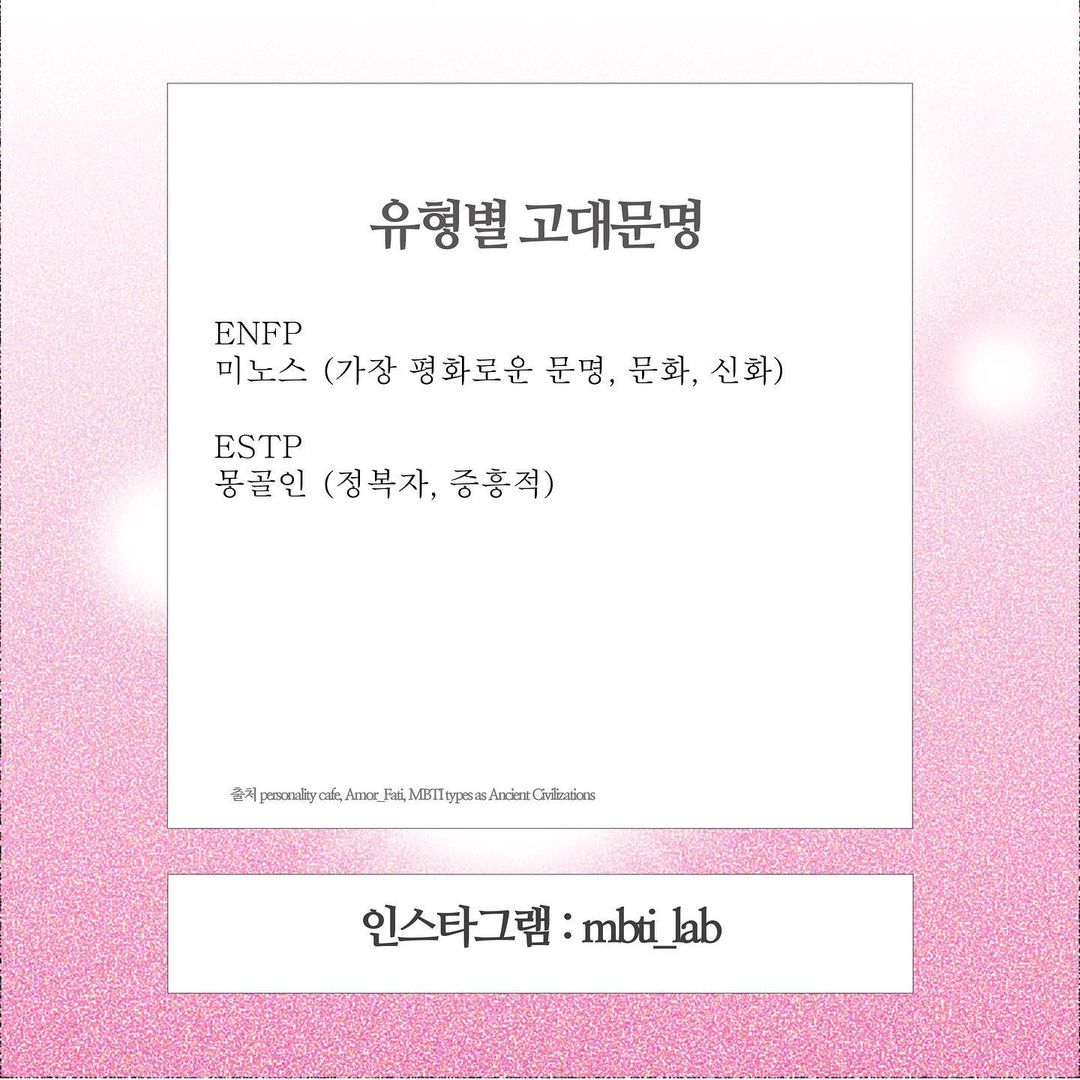 유형별 고대문명
ENFP
미노스 (가장 평화로운 문명, 문화, 신화)
ESTP
몽골인 (정복자, 중흥적)
출처 personality cafe, Amor_Fati, MBTI types as Ancient Civilizations
인스타그램 : mbti_lab